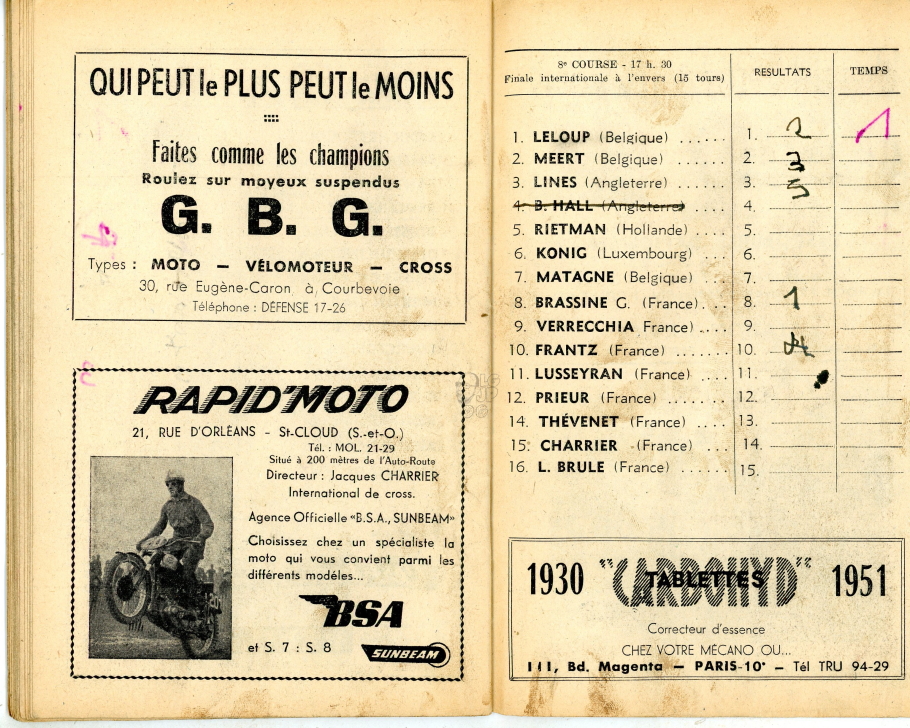 QUI PEUT le PLUS PEUT le MOINS
Faites comme les champions
Roulez sur moyeux suspendus
G. B. G.
Types : MOTO — VÉLOMOTEUR — CROSS
30, rue Eugène-Caron à Courbevoie
Téléphone : DÉFENSE 17-26
RAPID'MOTO
21, RUE D'ORLÉANS - St-CLOUD (S.-et-O.)
Tél. : MOL. 21-29
Situé à 200 mètres de l'Auto-Route
Directeur : Jacques CHARRIER
International de cross.
Agence Officielle «B.S.A., SUNBEAM»
Choisissez chez un spécialiste la
moto qui vous convient parmi les
différents modéles...
BSA
et S. 7 : S. 8
SUNBEAM
8e COURSE - 17 h. 30
Finale internationale à l'envers (15 tours)
RESULTATS
TEMPS
1. LELOUP (Belgique) ...... 1. 2 1
2. MEERT (Belgique) ...... 2. 3
3. LINES (Angleterre) ...... 3. 5
4. B. HALL (Angleterre) .... 4.
5. RIETMAN (Hollande) .... 5.
6. KONIG (Luxembourg) 6.
7. MATAGNE (Belgique) 7.
8. BRASSINE G. (France). ... 8. 1
9. VERRECCHIA France) .... 9.
10. FRANTZ (France) ....... 10. 4
11. LUSSEYRAN (France) .... 11.
12. PRIEUR (France) ...... 12.
14. THÉVENET (France) .... 13.
15. CHARRIER (France) .... 14.
16. L. BRULE (France) ...... 15.
1930 "CARBOHYD" 1951
TABLETTES
Correcteur d'essence
CHEZ VOTRE MÉCANO OU...
111, Bd. Magenta — PARIS-10e — Tél TRU 94-29